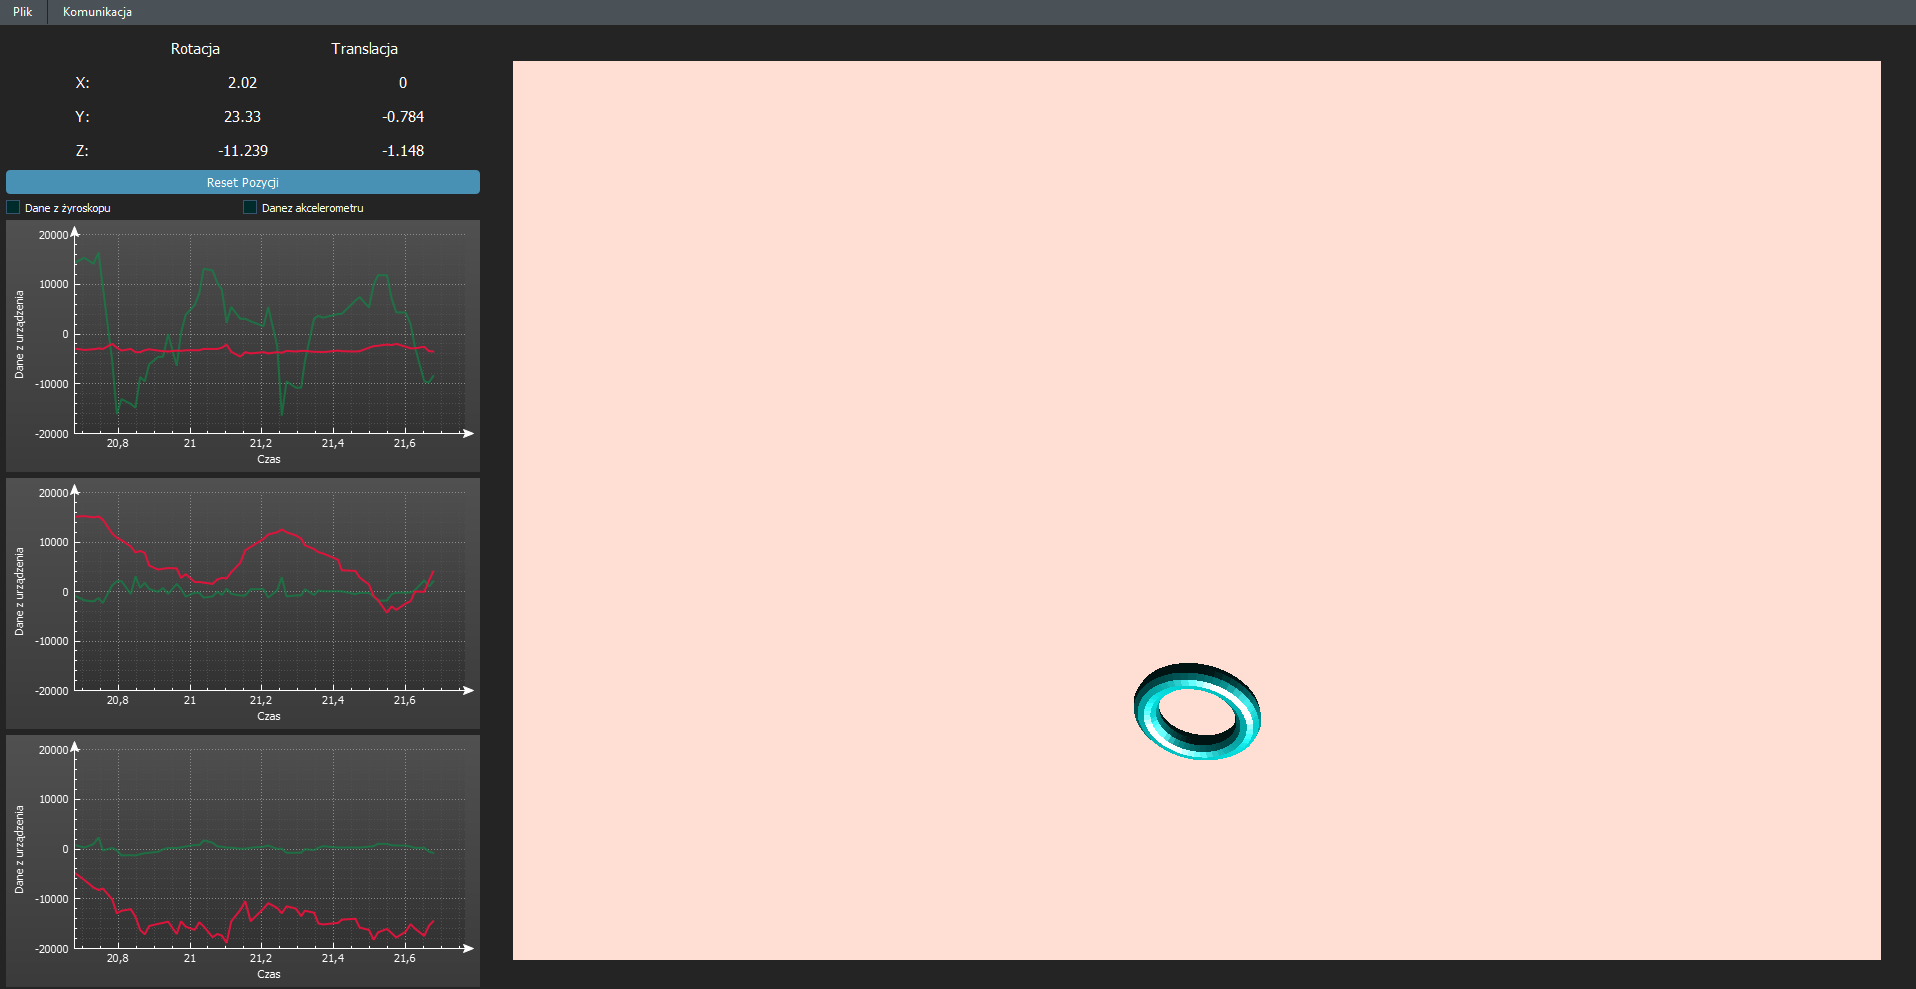 Plik Komunikacja
Rotacja Translacja
X: 2.02 0
Y: 23.33 -0.784
Z: -11.239 -1.148
Reset Pozycji
Dane z żyroskopu Danez akcelerometru
Dane z urządzenia
20000
10000
0
-10000
-20000
20,8 21 21,2 21,4 21,6
Czas
Dane z urządzenia
20000
10000
0
-10000
-20000
20,8 21 21,2 21,4 21,6
Czas
Dane z urządzenia
20000
10000
0
-10000
-20000
20,8 21 21,2 21,4 21,6
Czas